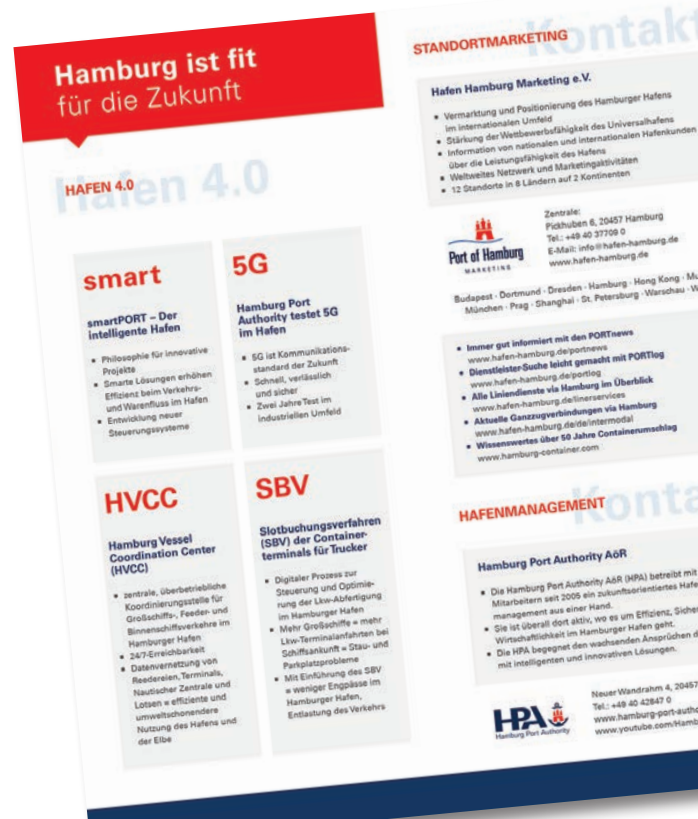 Hamburg ist fit
für die Zukunft
Hafen 4.0
HAFEN 4.0
smart
smartPORT – Der
intelligente Hafen
▪ Philosophie für innovative
Projekte
▪ Smarte Lösungen erhöhen
Effizienz beim Verkehrs-
und Warenfluss im Hafen
▪ Entwicklung neuer
Steuerungssysteme
5G
Hamburg Port
Authority testet 5G
im Hafen
▪ 5G ist Kommunikations-
standard der Zukunft
▪ Schnell, verlässlich
und sicher
▪ Zwei Jahre Test im
industriellen Umfeld
HVCC
Hamburg Vessel
Coordination Center
(HVCC)
▪ zentrale, überbetriebliche
Koordinierungsstelle für
Großschiffs-, Feeder- und
Binnenschiffsverkehre im
Hamburger Hafen
▪ 24/7-Erreichbarkeit
▪ Datenvernetzung von
Reedereien, Terminals,
Nautischer Zentrale und
Lotsen = effiziente und
umweltschonendere
Nutzung des Hafens und
der Elbe
SBV
Slotbuchungsverfahren
(SBV) der Container-
terminals für Trucker
▪ Digitaler Prozess zur
Steuerung und Optimie-
rung der Lkw-Abfertigung
im Hamburger Hafen
▪ Mehr Großschiffe = mehr
Lkw-Terminalanfahrten bei
Schiffsankunft = Stau- und
Parkplatzprobleme
▪ Mit Einführung des SBV
= weniger Engpässe im
Hamburger Hafen,
Entlastung des Verkehrs
Kontakt
STANDORTMARKETING
Hafen Hamburg Marketing e.V.
▪ Vermarktung und Positionierung des Hamburger Hafens
im internationalen Umfeld
▪ Stärkung der Wettbewerbsfähigkeit des Universalhafens
▪ Information von nationalen und internationalen Hafenkunden
über die Leistungsfähigkeit des Hafens
▪ Weltweites Netzwerk und Marketingaktivitäten
▪ 12 Standorte in 8 Ländern auf 2 Kontinenten
Port of Hamburg
MARKETING
Zentrale:
Pickhuben 6, 20457 Hamburg
Tel.: +49 40 37709 0
E-Mail: info@hafen-hamburg.de
www.hafen-hamburg.de
Budapest · Dortmund · Dresden · Hamburg · Hong Kong · Mu
München · Prag · Shanghai · St. Petersburg · Warschau · W
▪ Immer gut informiert mit den PORTnews
www.hafen-hamburg.de/portnews
▪ Dienstleister-Suche leicht gemacht mit PORTlog
www.hafen-hamburg.de/portlog
▪ Alle Liniendienste via Hamburg im Überblick
www.hafen-hamburg.de/linerservices
▪ Aktuelle Ganzzugverbindungen via Hamburg
www.hafen-hamburg.de/de/intermodal
▪ Wissenswertes über 50 Jahre Containerumschlag
www.hamburg-container.com
Konta
HAFENMANAGEMENT
Hamburg Port Authority AöR
▪ Die Hamburg Port Authority AöR (HPA) betreibt mit
Mitarbeitern seit 2005 ein zukunftsorientiertes Hafe
management aus einer Hand.
▪ Sie ist überall dort aktiv, wo es um Effizienz, Siche
Wirtschaftlichkeit im Hamburger Hafen geht.
▪ Die HPA begegnet den wachsenden Ansprüchen d
mit intelligenten und innovativen Lösungen.
HPA
Hamburg Port Authority
Neuer Wandrahm 4, 20457
Tel.: +49 40 42847 0
www.hamburg-port-autho
www.youtube.com/Hamb